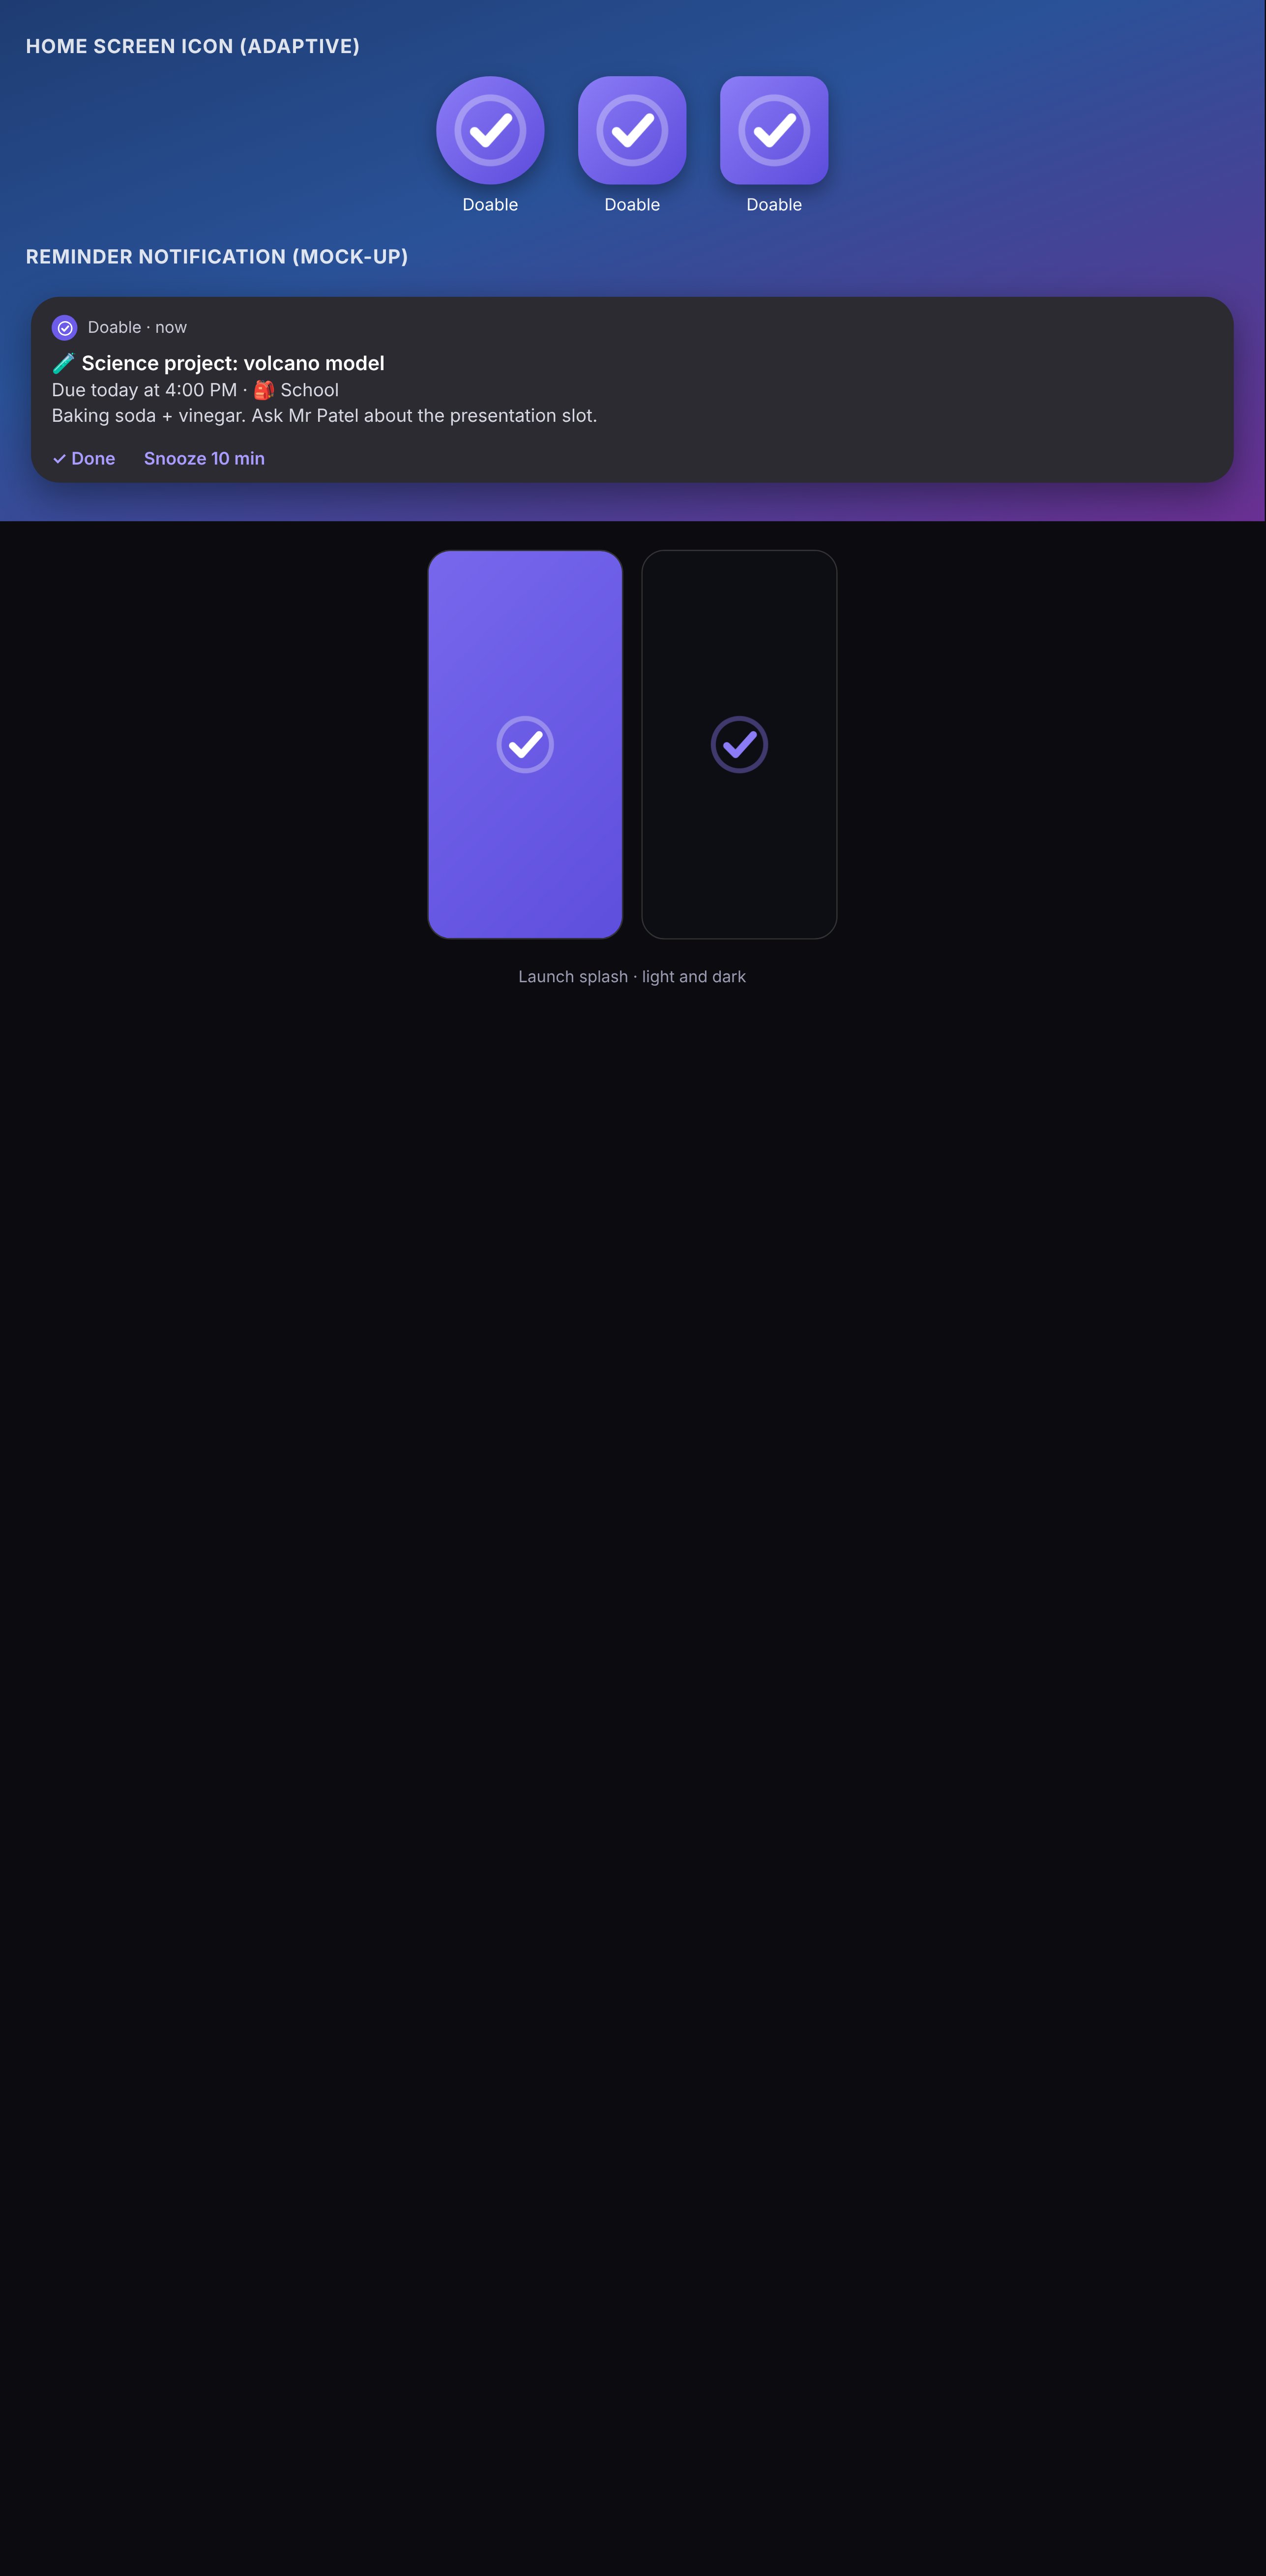 HOME SCREEN ICON (ADAPTIVE)
Doable
Doable
Doable
REMINDER NOTIFICATION (MOCK-UP)
Doable · now
🧪 Science project: volcano model
Due today at 4:00 PM · 🎒 School
Baking soda + vinegar. Ask Mr Patel about the presentation slot.
✓ Done Snooze 10 min
Launch splash · light and dark